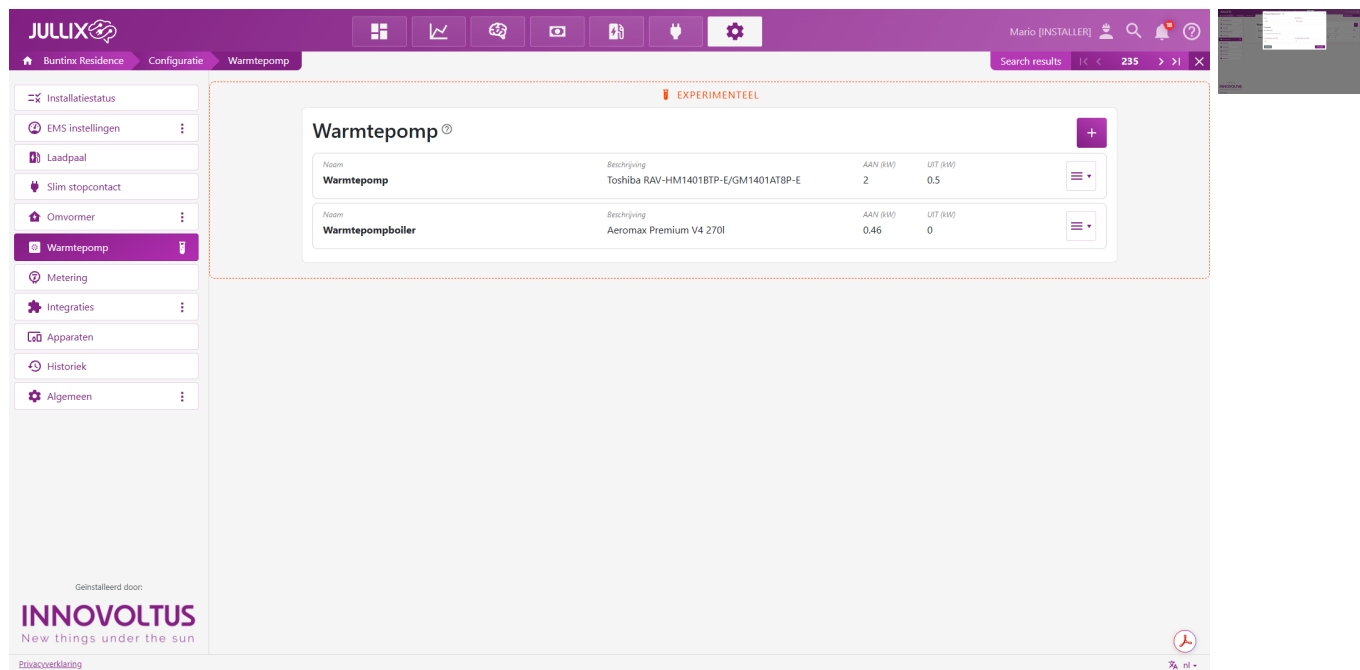 JULLIX
Mario [INSTALLER]
18
Buntinx Residence
Configuratie
Warmtepomp
Search results
235
Installatiestatus
EMS instellingen
Laadpaal
Slim stopcontact
Omvormer
Warmtepomp
Metering
Integraties
Apparaten
Historiek
Algemeen
EXPERIMENTEEL
Warmtepomp
Naam Beschrijving AAN (kW) UIT (kW)
Warmtepomp Toshiba RAV-HM1401BTP-E/GM1401AT8P-E 2 0.5
Naam Beschrijving AAN (kW) UIT (kW)
Warmtepompboiler Aeromax Premium V4 270l 0.46 0
Geïnstalleerd door:
INNOVOLTUS
New things under the sun
Privacyverklaring
nl